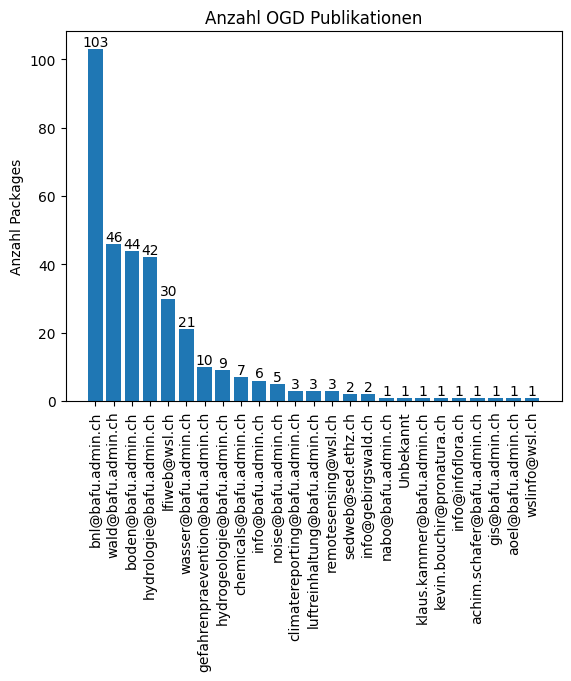 Anzahl OGD Publikationen
Anzahl Packages
100
80
60
40
20
0
103
46
44
42
30
21
10
9
7
6
5
3
3
3
2
2
1
1
1
1
1
1
1
1
1
bnl@bafu.admin.ch
wald@bafu.admin.ch
boden@bafu.admin.ch
hydrologie@bafu.admin.ch
lfiweb@wsl.ch
wasser@bafu.admin.ch
gefahrenpraevention@bafu.admin.ch
hydrogeologie@bafu.admin.ch
chemicals@bafu.admin.ch
info@bafu.admin.ch
noise@bafu.admin.ch
climatereporting@bafu.admin.ch
luftreinhaltung@bafu.admin.ch
remotesensing@wsl.ch
sedweb@sed.ethz.ch
info@gebirgswald.ch
nabo@bafu.admin.ch
Unbekannt
klaus.kammer@bafu.admin.ch
kevin.bouchir@pronatura.ch
info@infoflora.ch
achim.schafer@bafu.admin.ch
gis@bafu.admin.ch
aoel@bafu.admin.ch
wslinfo@wsl.ch